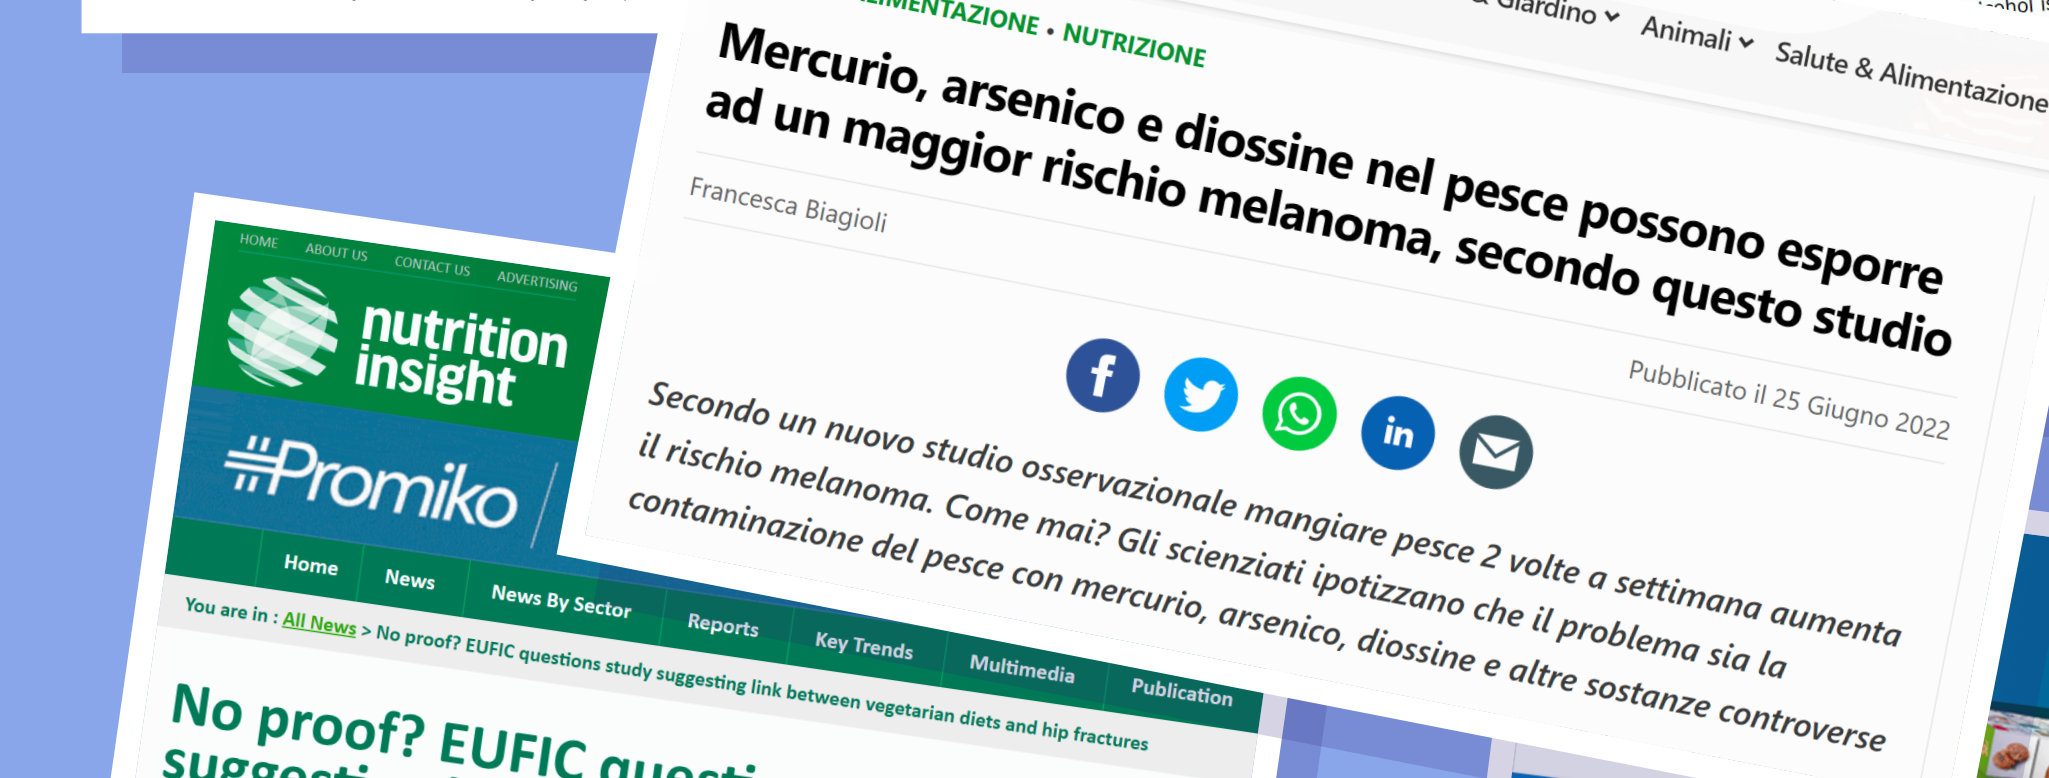 ALIMENTAZIONE • NUTRIZIONE
Giardino
Animali
Salute & Alimentazione
Mercurio, arsenico e diossine nel pesce possono esporre
ad un maggior rischio melanoma, secondo questo studio
Francesca Biagioli
Pubblicato il 25 Giugno 2022
Secondo un nuovo studio osservazionale mangiare pesce 2 volte a settimana aumenta
il rischio melanoma. Come mai? Gli scienziati ipotizzano che il problema sia la
contaminazione del pesce con mercurio, arsenico, diossine e altre sostanze controverse
HOME ABOUT US CONTACT US ADVERTISING
nutrition
insight
#Promiko
Home News News By Sector Reports Key Trends Multimedia Publication
You are in : All News > No proof? EUFIC questions study suggesting link between vegetarian diets and hip fractures
No proof? EUFIC questi
suggesti